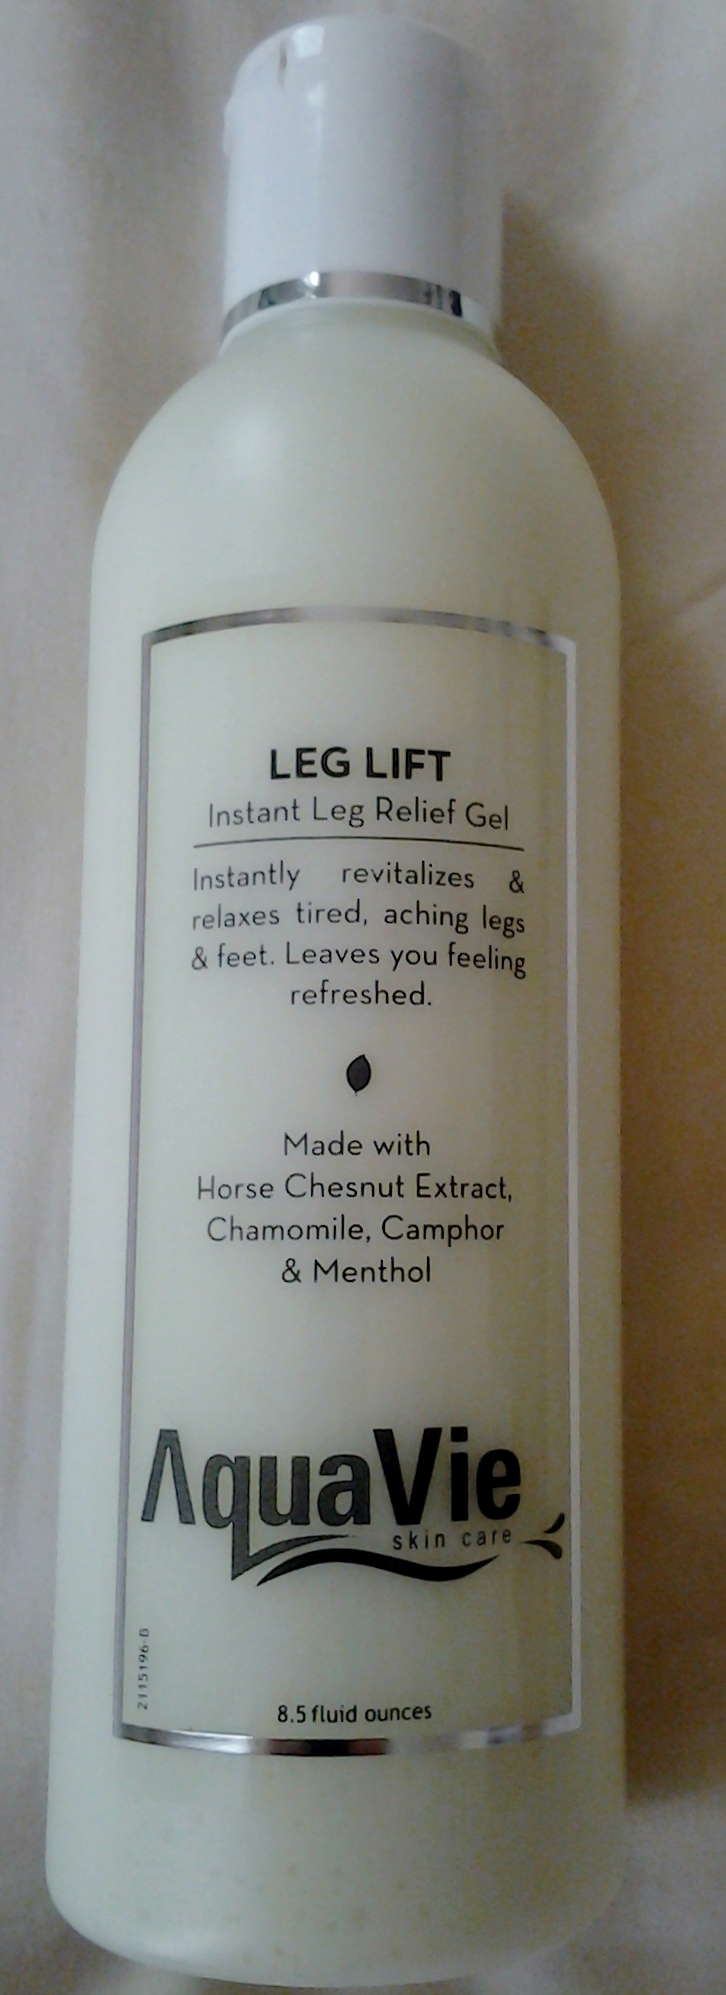 LEG LIFT
Instant Leg Relief Gel
Instantly revitalizes &
relaxes tired, aching legs
& feet. Leaves you feeling
refreshed.
Made with
Horse Chesnut Extract,
Chamomile, Camphor
& Menthol
AquaVie
skin care
2115196-B
8.5 fluid ounces